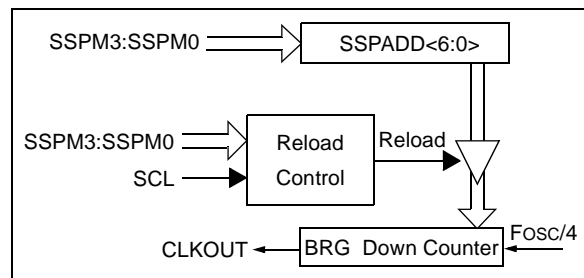 SSPM3:SSPM0
SSPADD<6:0>
SSPM3:SSPM0
SCL
Reload
Control
Reload
CLKOUT
BRG Down Counter
FOSC/4